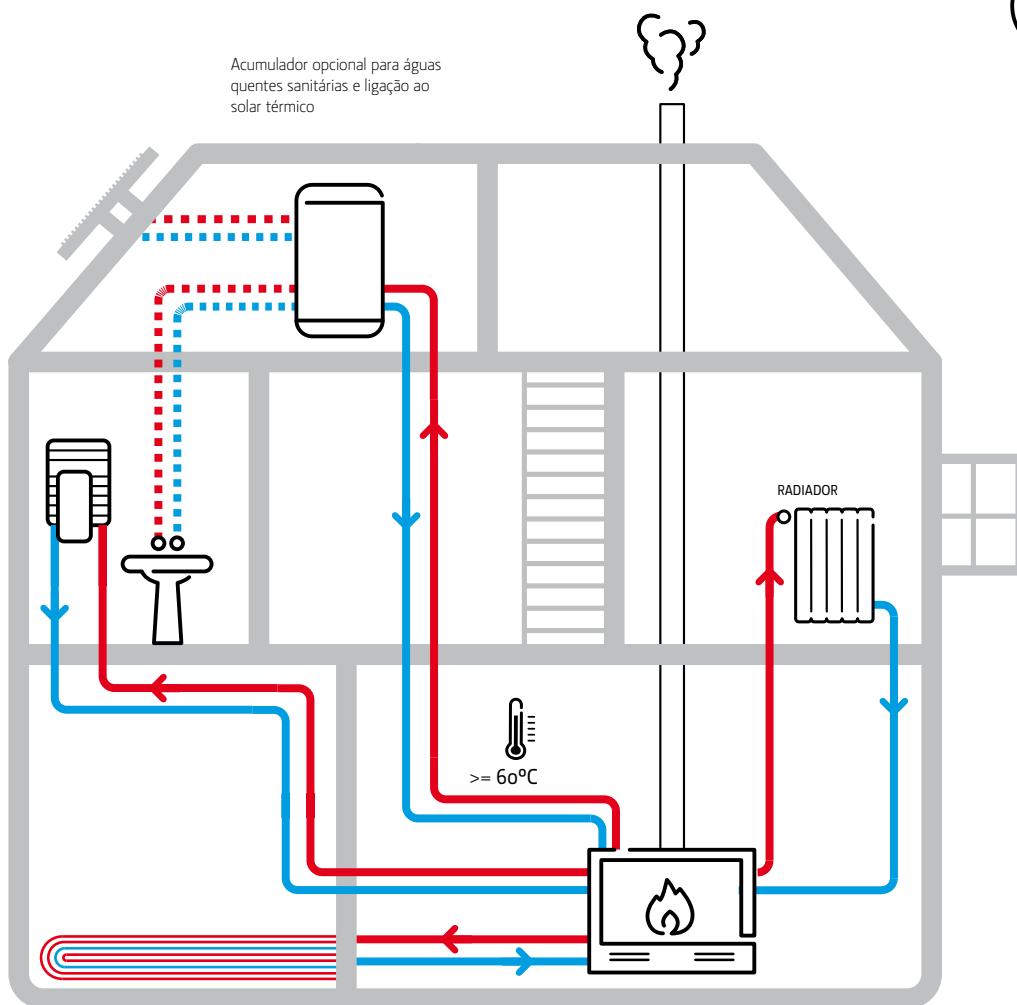 Acumulador opcional para águas
quentes sanitárias e ligação ao
solar térmico
RADIADOR
>= 60ºC